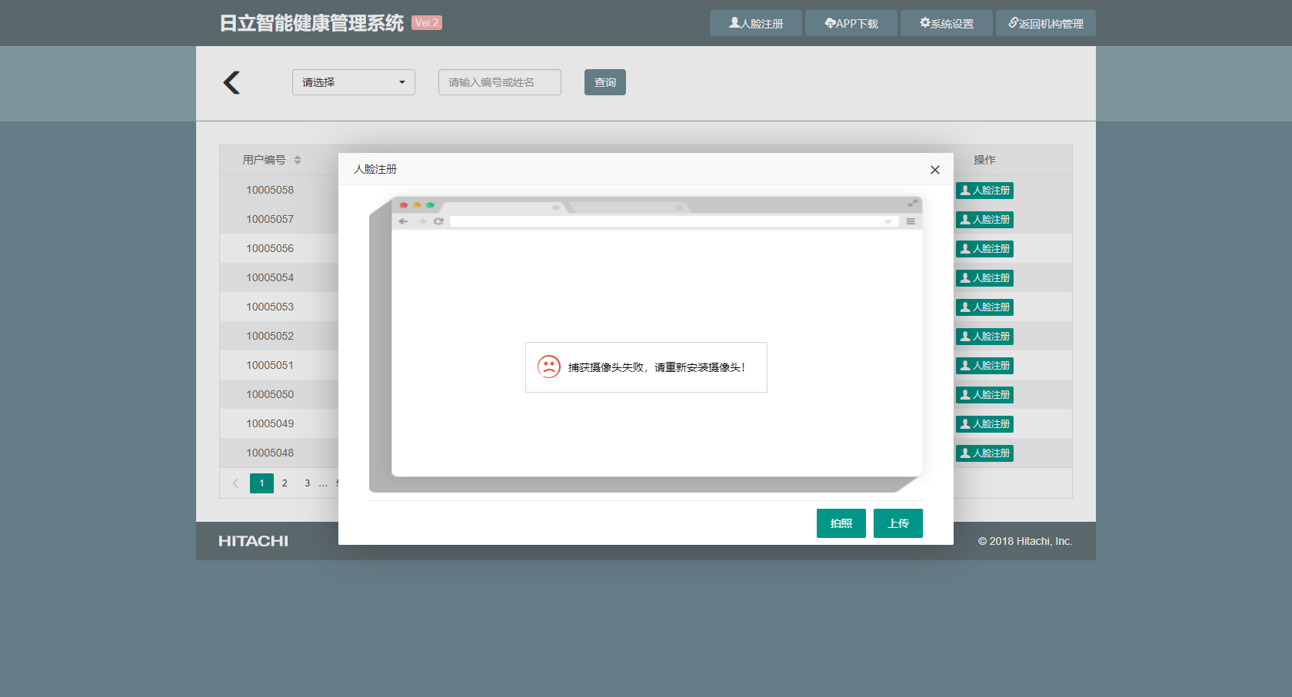 日立智能健康管理系统 Ver.2
人脸注册 APP下载 系统设置 返回机构管理
请选择 请输入编号或姓名 查询
用户编号 操作
人脸注册
10005058 人脸注册
10005057 人脸注册
10005056 人脸注册
10005054 人脸注册
10005053 人脸注册
10005052 人脸注册
10005051 人脸注册
10005050 人脸注册
10005049 人脸注册
10005048 人脸注册
捕获摄像头失败，请重新安装摄像头!
1 2 3 ...
拍照 上传
HITACHI © 2018 Hitachi, Inc.